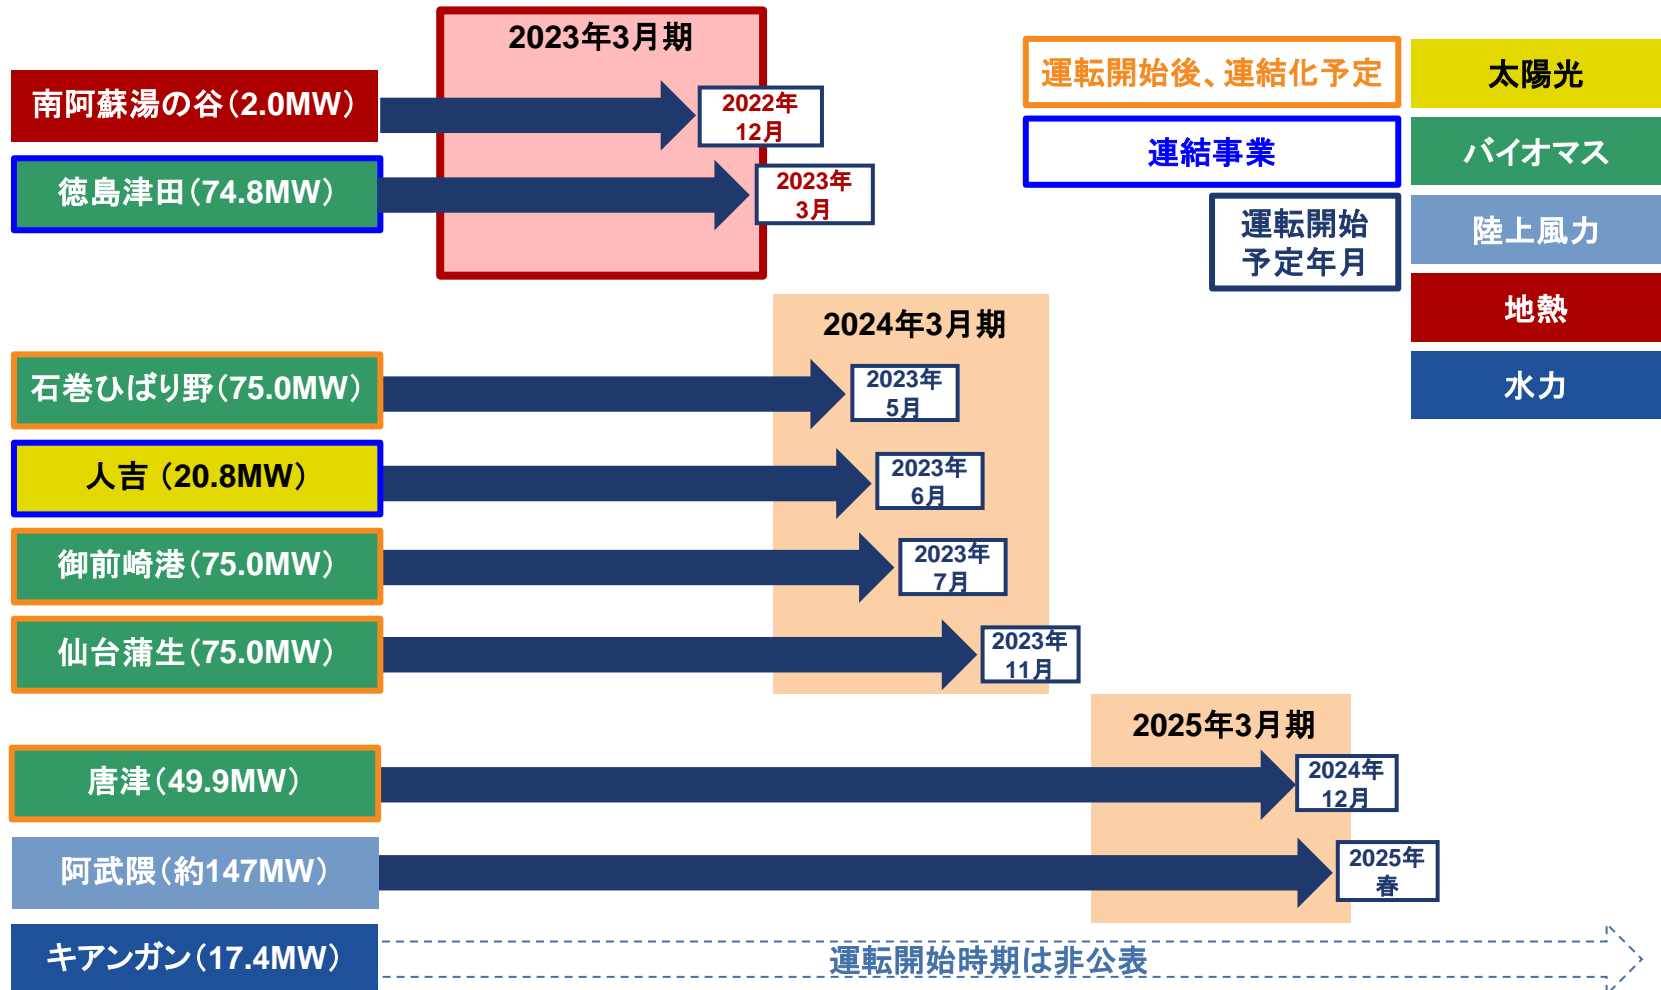 2023年3月期
南阿蘇湯の谷（2.0MW）
2022年
12月
徳島津田（74.8MW）
2023年
3月
運転開始後、連結化予定
連結事業
運転開始
予定年月
太陽光
バイオマス
陸上風力
地熱
水力
2024年3月期
石巻ひばり野（75.0MW）
2023年
5月
人吉（20.8MW）
2023年
6月
御前崎港（75.0MW）
2023年
7月
仙台蒲生（75.0MW）
2023年
11月
2025年3月期
唐津（49.9MW）
2024年
12月
阿武隈（約147MW）
2025年
春
キアンガン（17.4MW）
運転開始時期は非公表